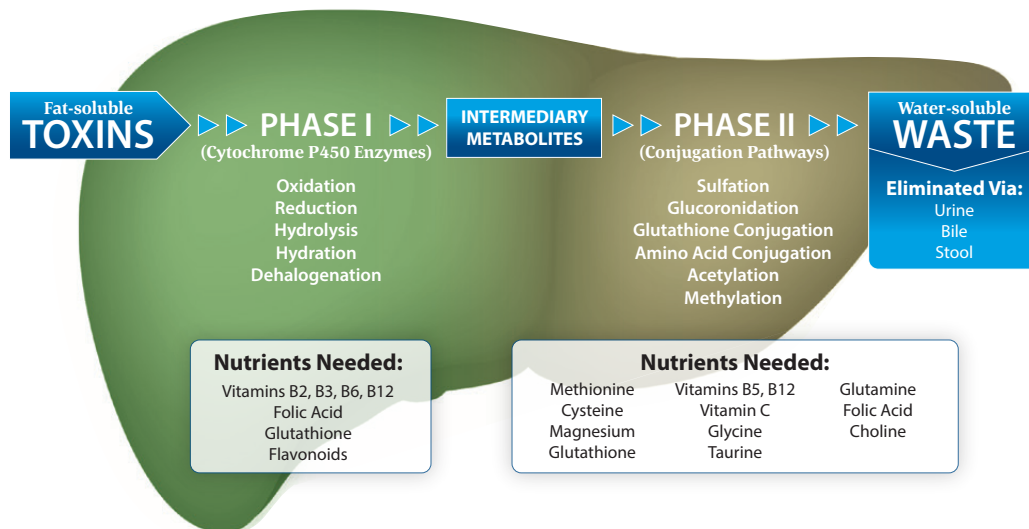 Fat-soluble
TOXINS
PHASE I
(Cytochrome P450 Enzymes)
Oxidation
Reduction
Hydrolysis
Hydration
Dehalogenation
INTERMEDIARY
METABOLITES
PHASE II
(Conjugation Pathways)
Sulfation
Glucoronidation
Glutathione Conjugation
Amino Acid Conjugation
Acetylation
Methylation
Water-soluble
WASTE
Eliminated Via:
Urine
Bile
Stool
Nutrients Needed:
Vitamins B2, B3, B6, B12
Folic Acid
Glutathione
Flavonoids
Nutrients Needed:
Methionine
Cysteine
Magnesium
Glutathione
Vitamins B5, B12
Vitamin C
Glycine
Taurine
Glutamine
Folic Acid
Choline